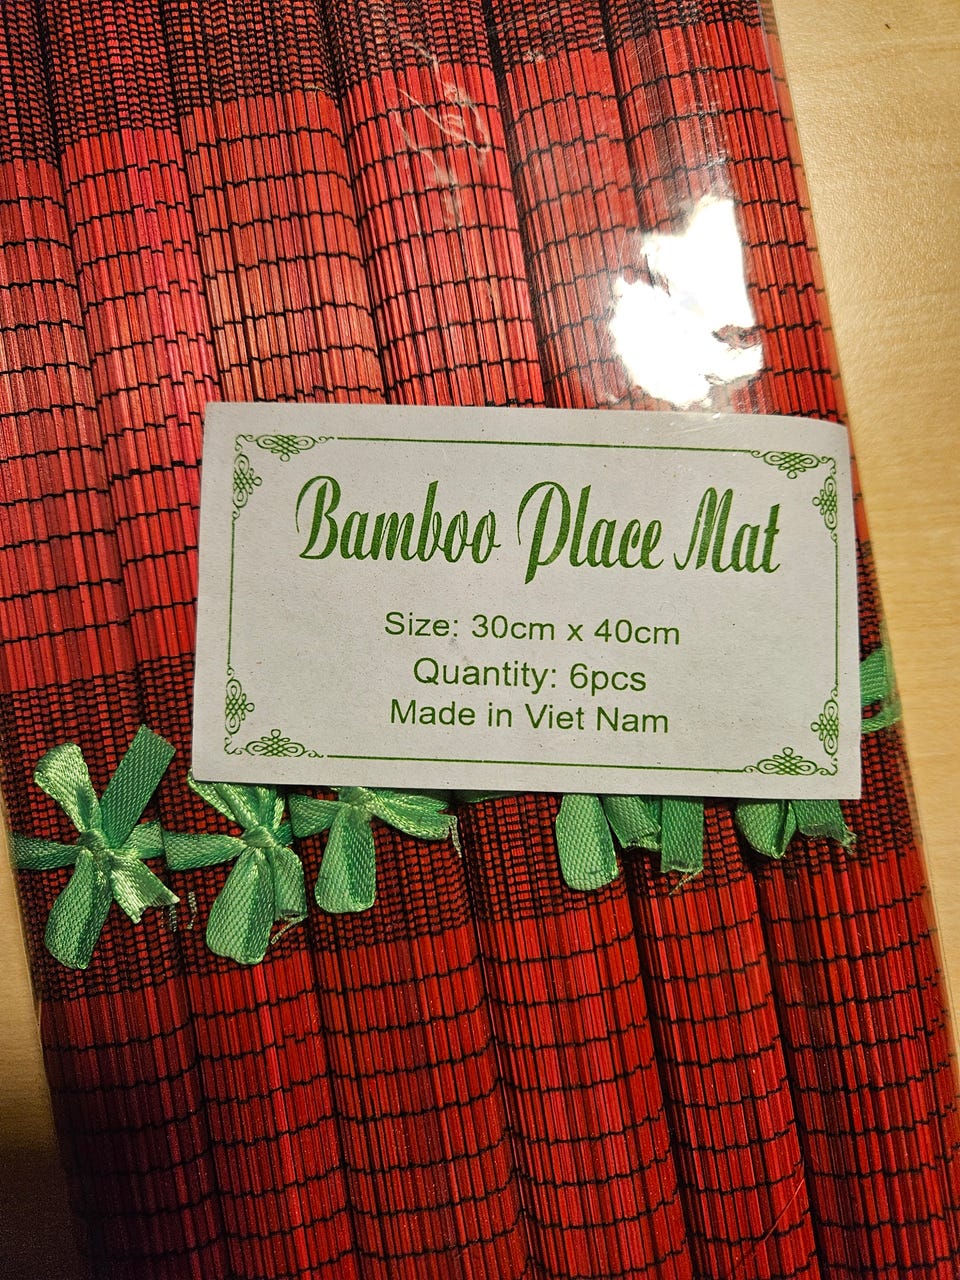 Bamboo Place Mat
Size: 30cm x 40cm
Quantity: 6pcs
Made in Viet Nam